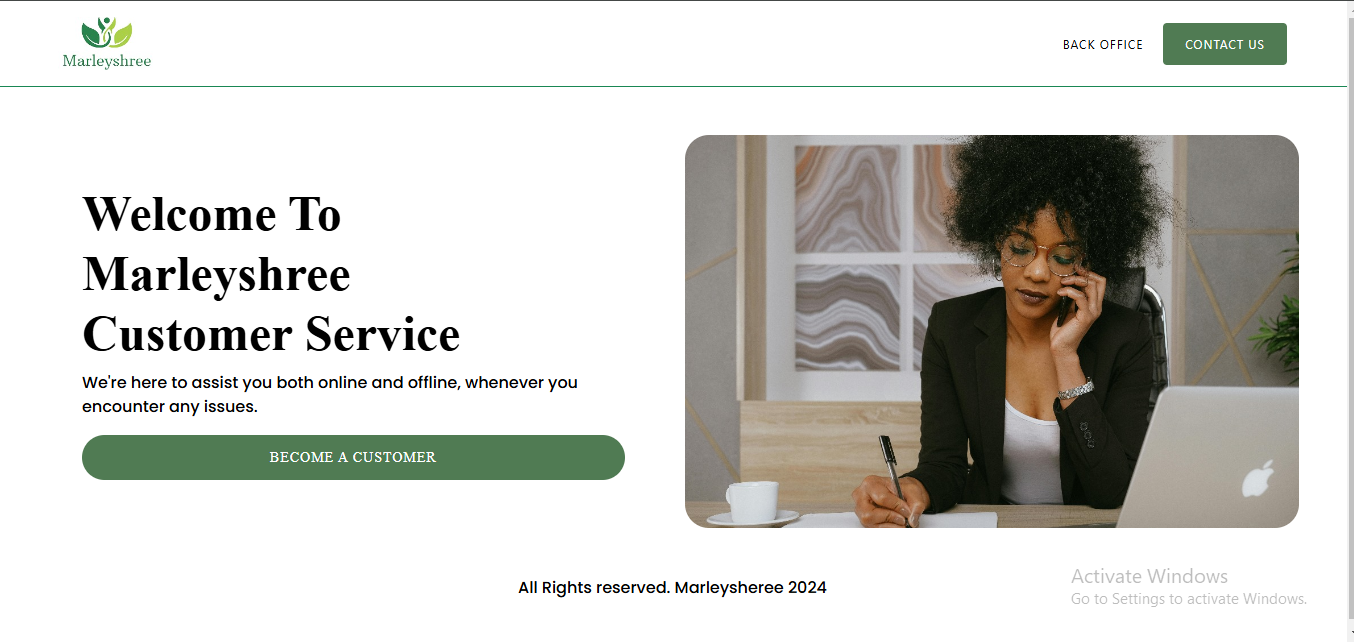 Marleyshree
BACK OFFICE
CONTACT US
Welcome To
Marleyshree
Customer Service
We're here to assist you both online and offline, whenever you
encounter any issues.
BECOME A CUSTOMER
All Rights reserved. Marleysheree 2024
Activate Windows
Go to Settings to activate Windows.